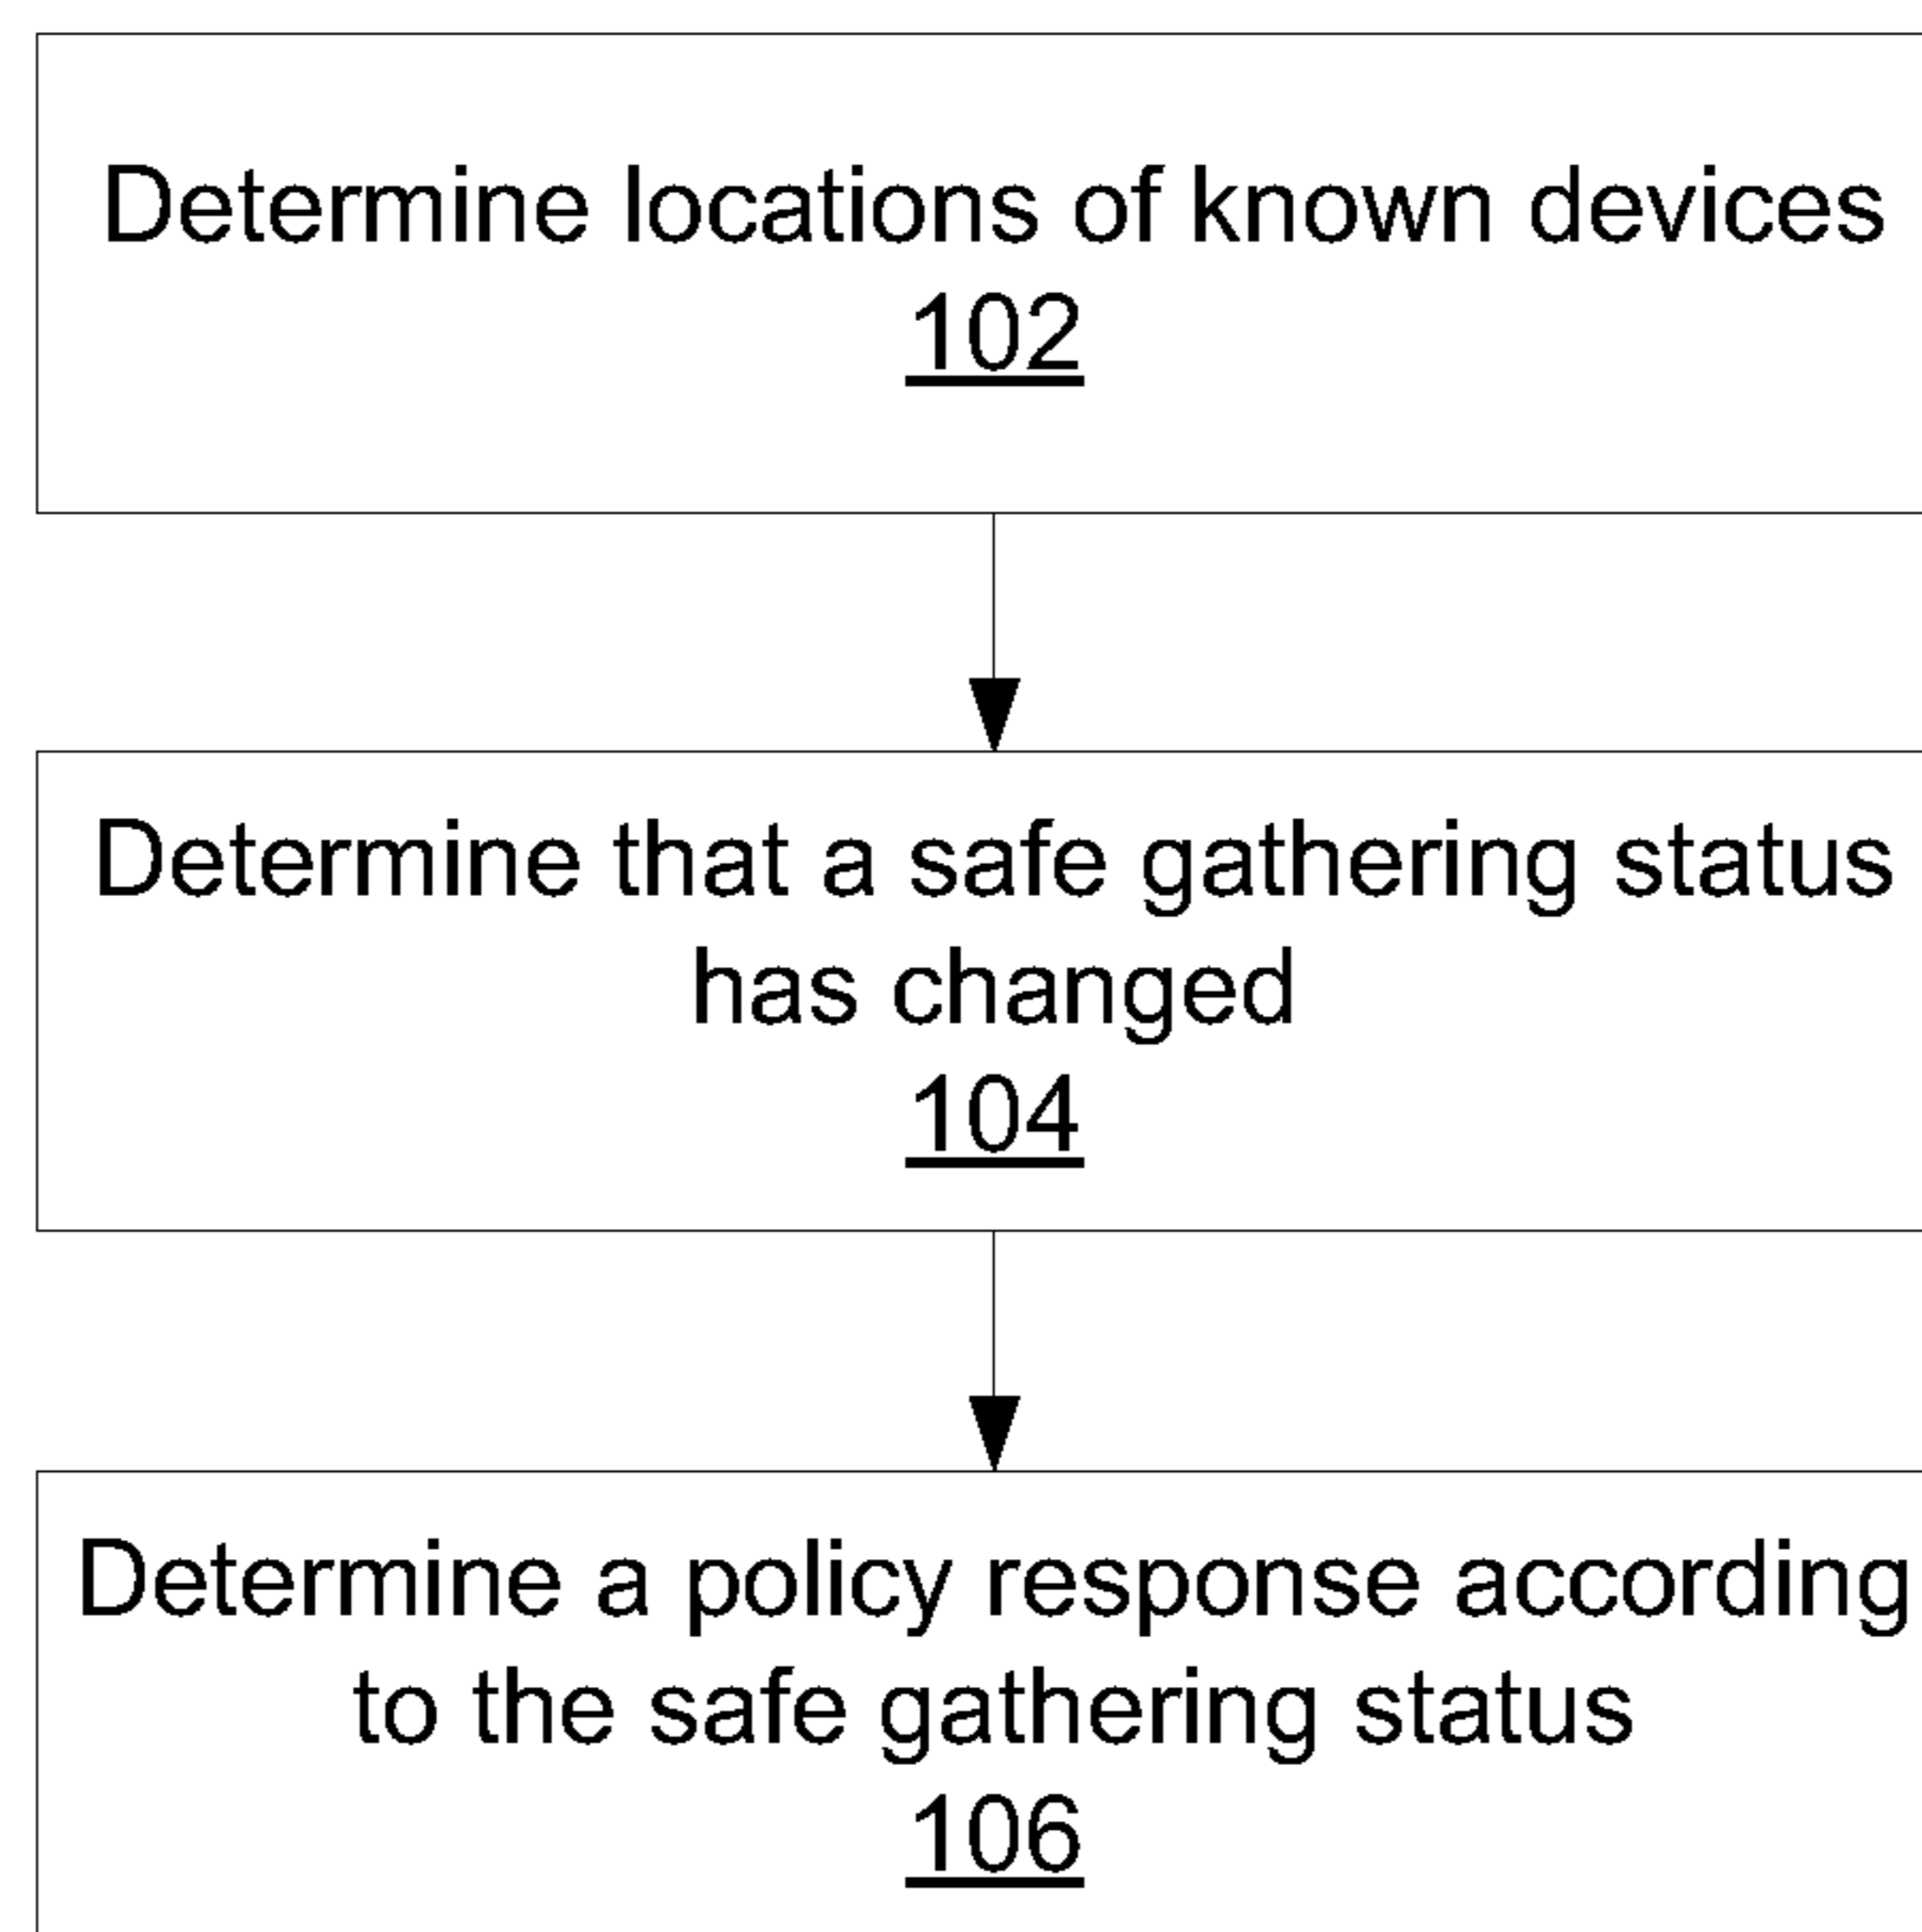 Determine locations of known devices
102
Determine that a safe gathering status
has changed
104
Determine a policy response according
to the safe gathering status
106